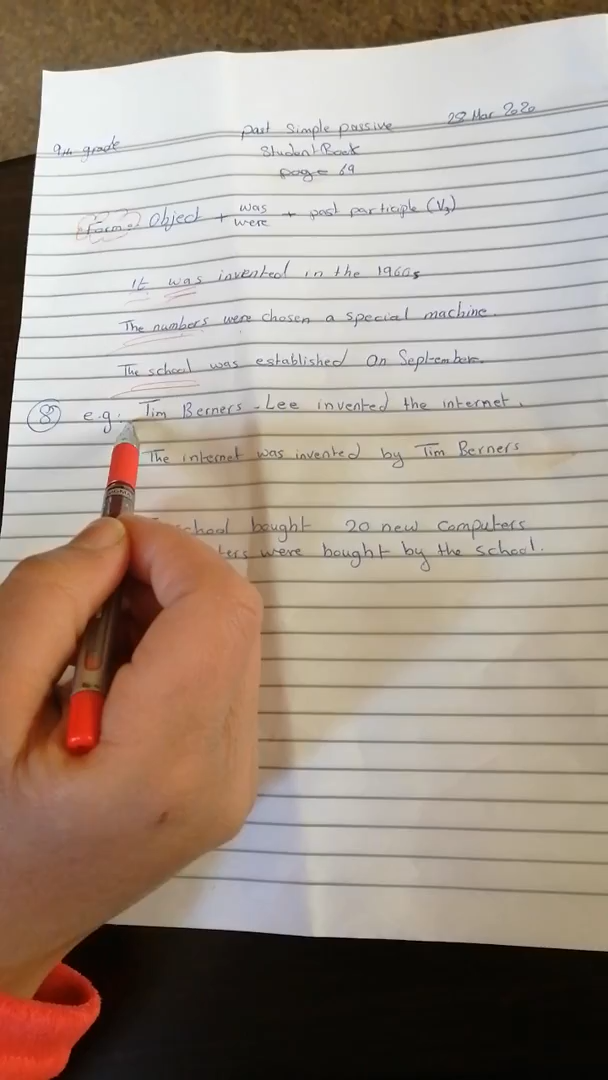 9th grade
Past Simple Passive
28 Mar 2020
Student Book
page 69
Form = Object + was / were + past participle (V3)
It was invented in the 1960s
The numbers were chosen a special machine.
The school was established on September.
8 e.g. Tim Berners-Lee invented the internet.
The internet was invented by Tim Berners
school bought 20 new computers
were bought by the school.